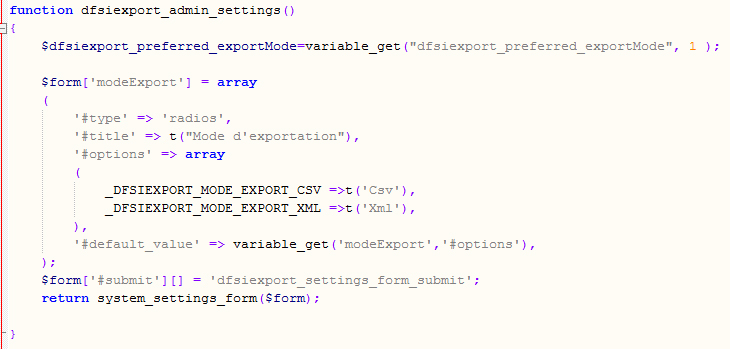 function dfsiexport_admin_settings()
{
$dfsiexport_preferred_exportMode=variable_get("dfsiexport_preferred_exportMode", 1 );
$form['modeExport'] = array
(
'#type' => 'radios',
'#title' => t("Mode d'exportation"),
'#options' => array
(
_DFSIEXPORT_MODE_EXPORT_CSV =>t('Csv'),
_DFSIEXPORT_MODE_EXPORT_XML =>t('Xml'),
),
'#default_value' => variable_get('modeExport','#options'),
);
$form['#submit'][] = 'dfsiexport_settings_form_submit';
return system_settings_form($form);
}